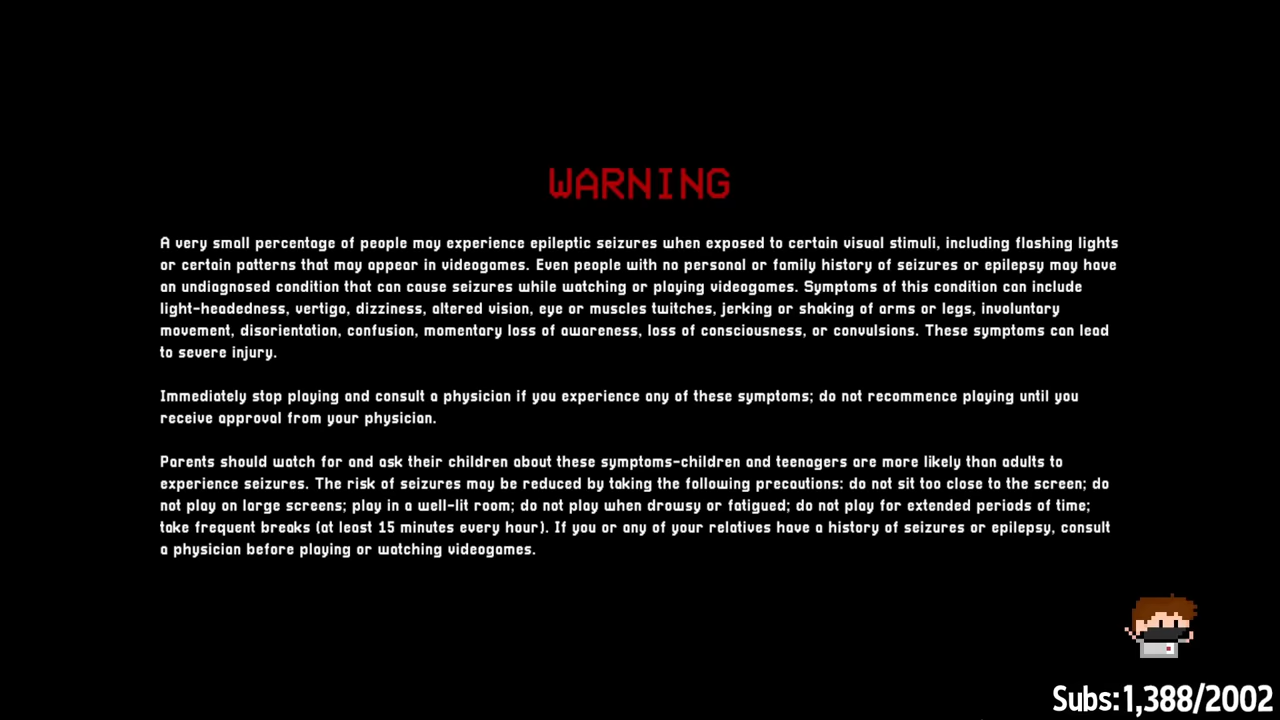 WARNING
A very small percentage of people may experience epileptic seizures when exposed to certain visual stimuli, including flashing lights
or certain patterns that may appear in videogames. Even people with no personal or family history of seizures or epilepsy may have
an undiagnosed condition that can cause seizures while watching or playing videogames. Symptoms of this condition can include
light-headedness, vertigo, dizziness, altered vision, eye or muscles twitches, jerking or shaking of arms or legs, involuntary
movement, disorientation, confusion, momentary loss of awareness, loss of consciousness, or convulsions. These symptoms can lead
to severe injury.
Immediately stop playing and consult a physician if you experience any of these symptoms; do not recommence playing until you
receive approval from your physician.
Parents should watch for and ask their children about these symptoms-children and teenagers are more likely than adults to
experience seizures. The risk of seizures may be reduced by taking the following precautions: do not sit too close to the screen; do
not play on large screens; play in a well-lit room; do not play when drowsy or fatigued; do not play for extended periods of time;
take frequent breaks (at least 15 minutes every hour). If you or any of your relatives have a history of seizures or epilepsy, consult
a physician before playing or watching videogames.
Subs:1,388/2002